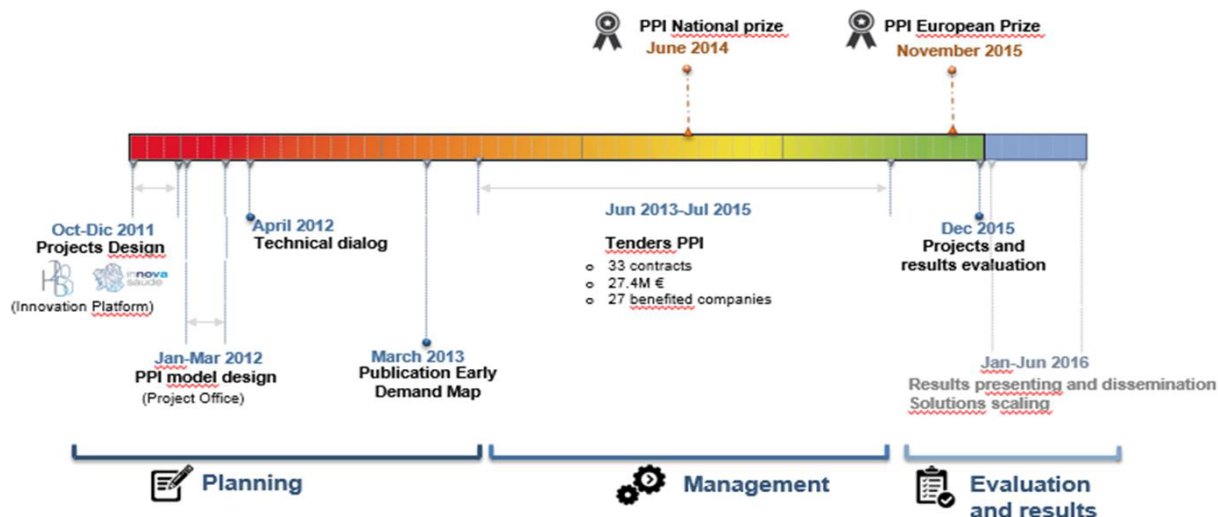 PPI National prize
June 2014
PPI European Prize
November 2015
Oct-Dic 2011
Projects Design
innova
saude
(Innovation Platform)
April 2012
Technical dialog
Jan-Mar 2012
PPI model design
(Project Office)
March 2013
Publication Early
Demand Map
Jun 2013-Jul 2015
Tenders PPI
33 contracts
27.4M €
27 benefited companies
Dec 2015
Projects and
results evaluation
Jan-Jun 2016
Results presenting and dissemination
Solutions scaling
Planning
Management
Evaluation
and results